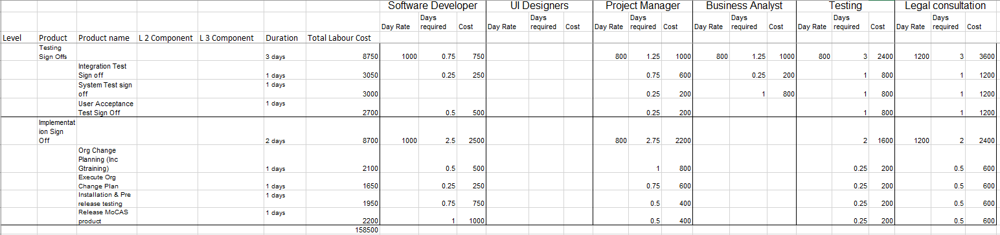 Software Developer UI Designers Project Manager Business Analyst Testing Legal consultation
Days Days Days Days Days Days
Day Rate required Cost Day Rate required Cost Day Rate required Cost Day Rate required Cost Day Rate required Cost Day Rate required Cost
Level Product Product name L 2 Component L 3 Component Duration Total Labour Cost
Testing
Sign Offs 3 days 8750 1000 0.75 750 800 1.25 1000 800 1.25 1000 800 3 2400 1200 3 3600
Integration Test
Sign off 1 days 3050 0.25 250 0.75 600 0.25 200 1 800 1 1200
System Test sign 1 days
off 3000 0.25 200 1 800 1 800 1 1200
User Acceptance 1 days
Test Sign Off 2700 0.5 500 0.25 200 1 800 1 1200
Implementat
ion Sign
Off 2 days 8700 1000 2.5 2500 800 2.75 2200 2 1600 1200 2 2400
Org Change
Planning (Inc
Gtraining) 1 days 2100 0.5 500 1 800 0.25 200 0.5 600
Execute Org
Change Plan 1 days 1650 0.25 250 0.75 600 0.25 200 0.5 600
Installation & Pre 1 days
release testing 1950 0.75 750 0.5 400 0.25 200 0.5 600
Release MoCAS 1 days
product 2200 1 1000 0.5 400 0.25 200 0.5 600
158500